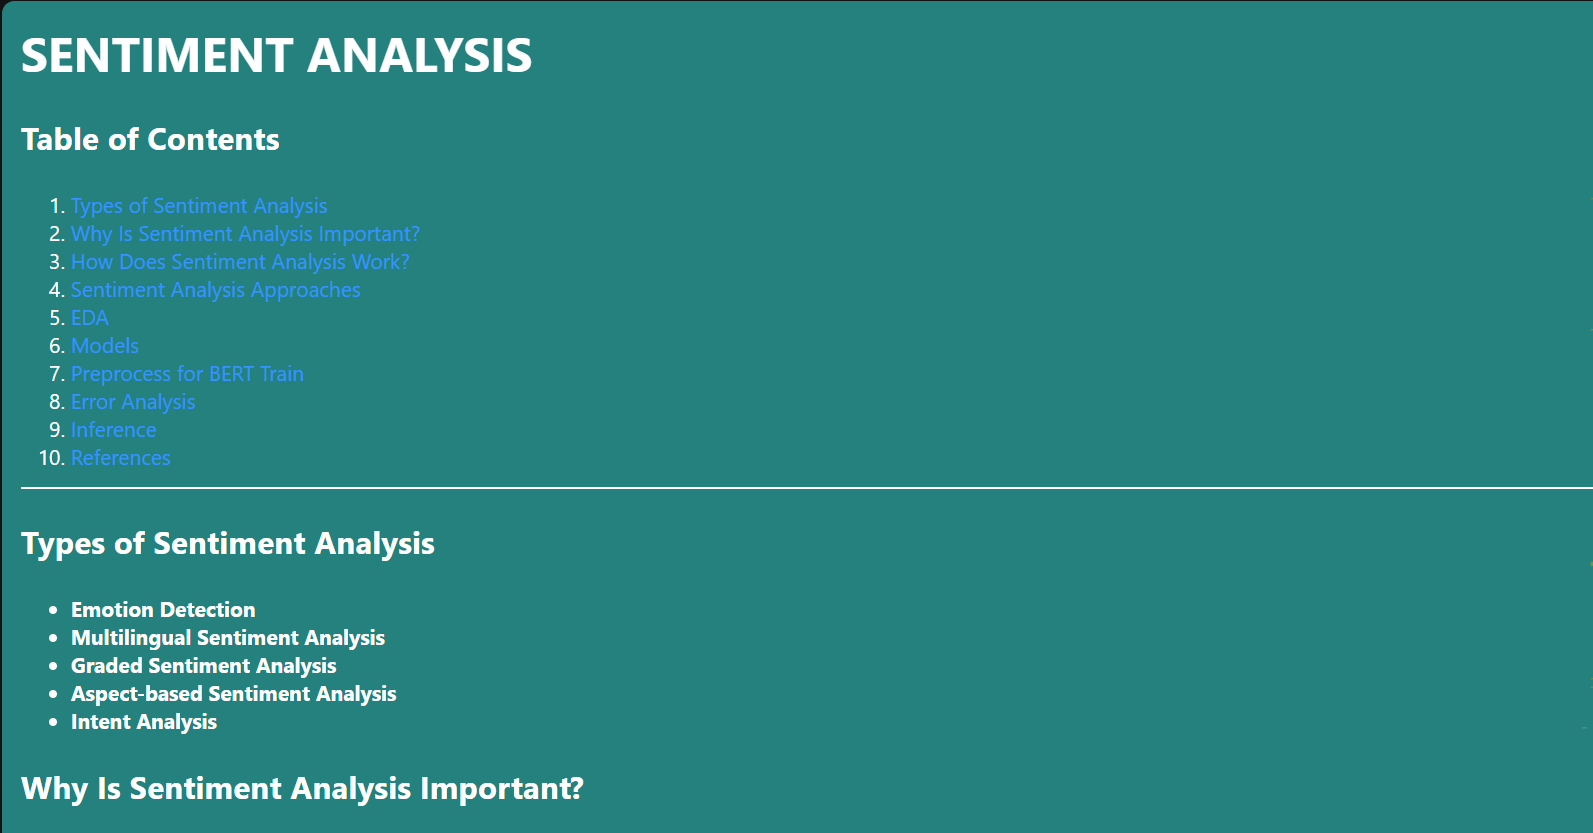 SENTIMENT ANALYSIS
Table of Contents
1. Types of Sentiment Analysis
2. Why Is Sentiment Analysis Important?
3. How Does Sentiment Analysis Work?
4. Sentiment Analysis Approaches
5. EDA
6. Models
7. Preprocess for BERT Train
8. Error Analysis
9. Inference
10. References
Types of Sentiment Analysis
• Emotion Detection
• Multilingual Sentiment Analysis
• Graded Sentiment Analysis
• Aspect-based Sentiment Analysis
• Intent Analysis
Why Is Sentiment Analysis Important?